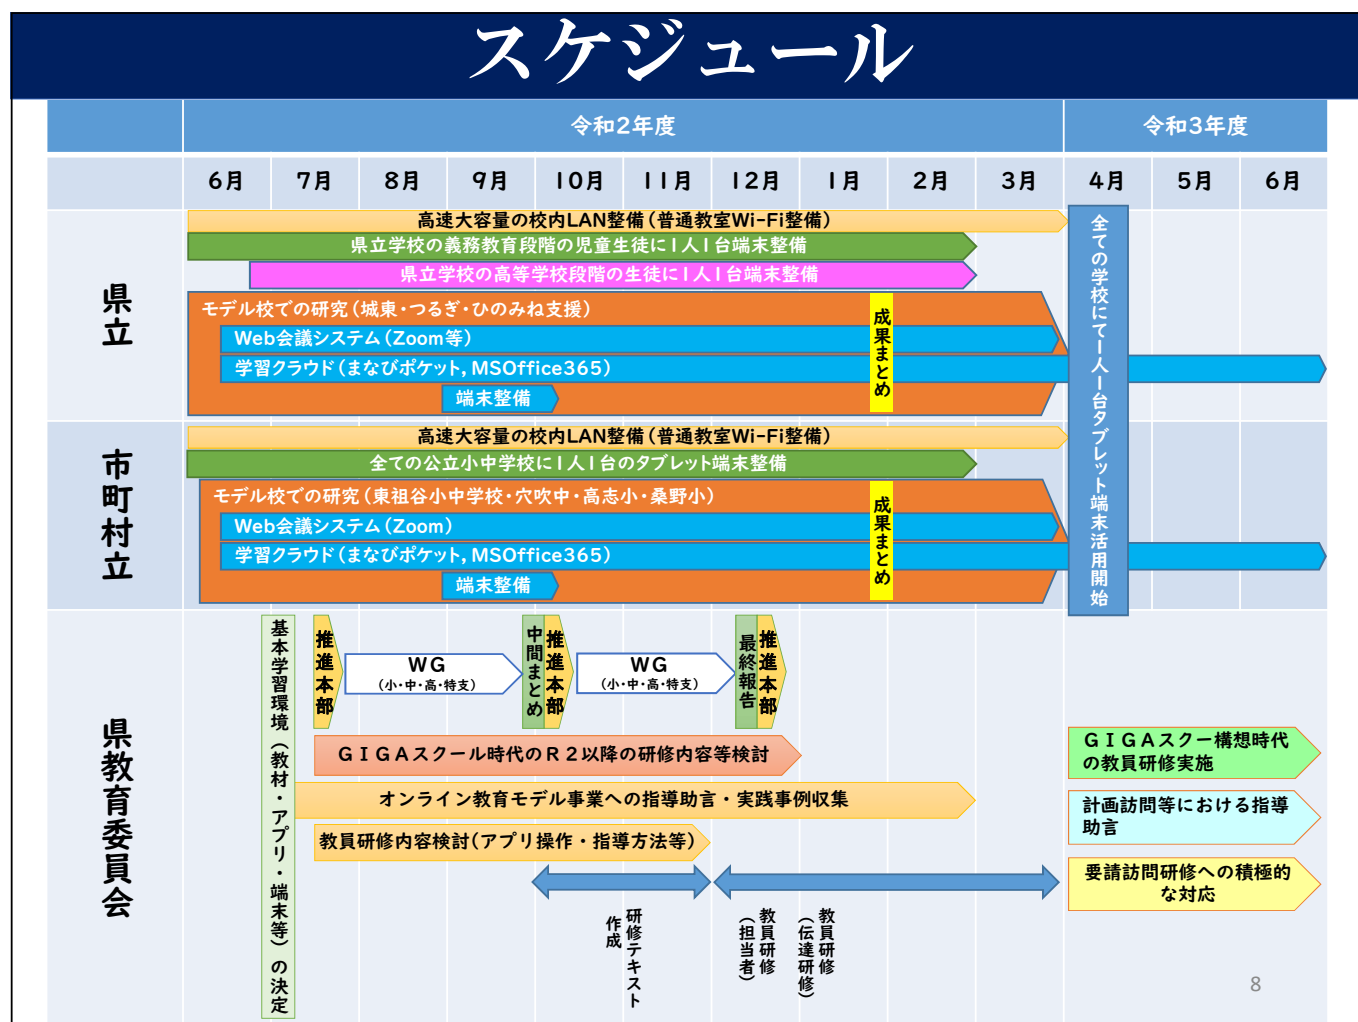 スケジュール
令和2年度
令和3年度
6月
7月
8月
9月
10月
11月
12月
1月
2月
3月
4月
5月
6月
県立
高速大容量の校内LAN整備(普通教室Wi-Fi整備)
県立学校の義務教育段階の児童生徒に1人1台端末整備
県立学校の高等学校段階の生徒に1人1台端末整備
モデル校での研究(城東・つるぎ・ひのみね支援)
Web会議システム(Zoom等)
学習クラウド(まなびポケット,MSOffice365)
端末整備
成果まとめ
全ての学校にて1人1台タブレット端末活用開始
市町村立
高速大容量の校内LAN整備(普通教室Wi-Fi整備)
全ての公立小中学校に1人1台のタブレット端末整備
モデル校での研究(東祖谷小中学校・穴吹中・高志小・桑野小)
Web会議システム(Zoom)
学習クラウド(まなびポケット,MSOffice365)
端末整備
成果まとめ
県教育委員会
基本学習環境(教材・アプリ・端末等)の決定
推進本部
WG
(小・中・高・特支)
中間まとめ
推進本部
WG
(小・中・高・特支)
最終報告
推進本部
GIGAスクール時代のR2以降の研修内容等検討
オンライン教育モデル事業への指導助言・実践事例収集
教員研修内容検討(アプリ操作・指導方法等)
研修テキスト
作成
教員研修
(担当者)
教員研修
(伝達研修)
GIGAスクー構想時代
の教員研修実施
計画訪問等における指導
助言
要請訪問研修への積極的
な対応
8